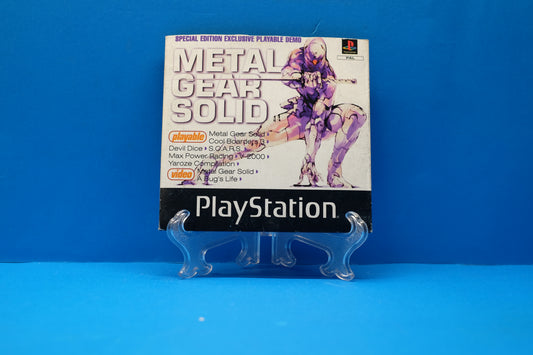 SPECIAL EDITION EXCLUSIVE PLAYABLE DEMO
METAL
GEAR
SOLID
PAL
playable Metal Gear Solid
Cool Boarders 3
Devil Dice S.C.A.R.S.
Max Power Racing V-2000
Yaroze Compilation
video Metal Gear Solid
A Bug's Life
PlayStation